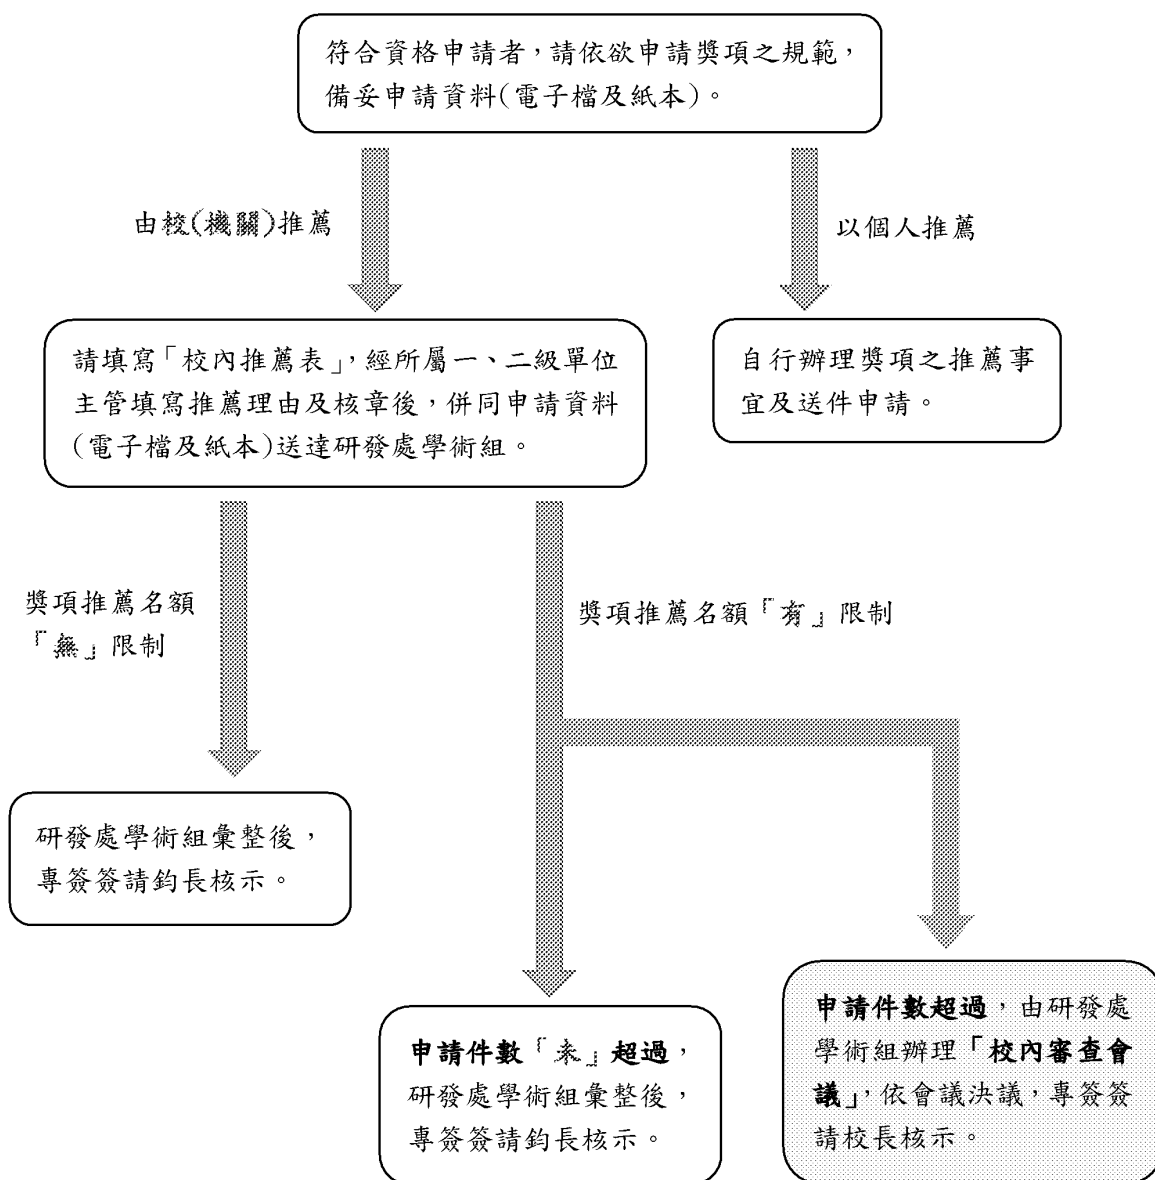 符合資格申請者，請依欲申請獎項之規範，
備妥申請資料(電子檔及紙本)。
由校(機關)推薦
以個人推薦
請填寫「校內推薦表」，經所屬一、二級單位
主管填寫推薦理由及核章後，併同申請資料
(電子檔及紙本)送達研發處學術組。
自行辦理獎項之推薦事
宜及送件申請。
獎項推薦名額
「無」限制
獎項推薦名額「有」限制
研發處學術組彙整後，
專簽簽請鈞長核示。
申請件數「未」超過，
研發處學術組彙整後，
專簽簽請鈞長核示。
申請件數超過，由研發處
學術組辦理「校內審查會
議」，依會議決議，專簽簽
請校長核示。